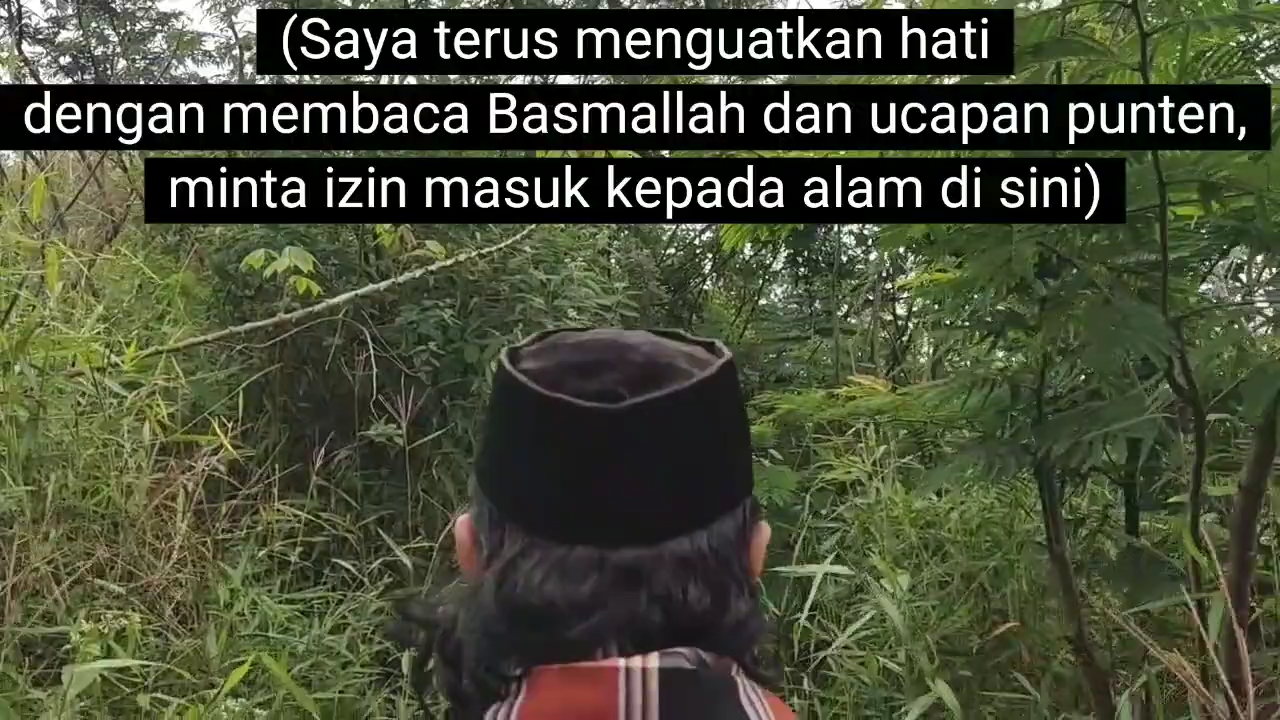 (Saya terus menguatkan hati
dengan membaca Basmallah dan ucapan punten,
minta izin masuk kepada alam di sini)